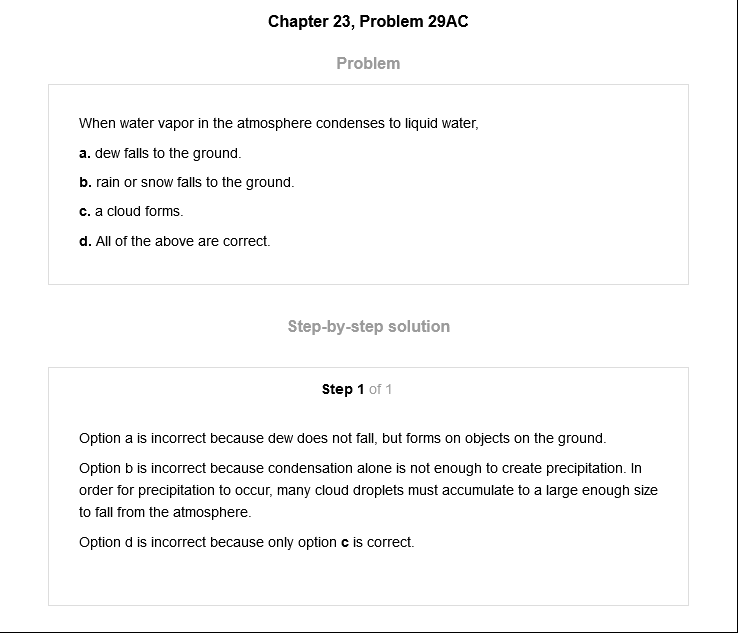 Chapter 23, Problem 29AC
Problem
When water vapor in the atmosphere condenses to liquid water,
a. dew falls to the ground.
b. rain or snow falls to the ground.
c. a cloud forms.
d. All of the above are correct.
Step-by-step solution
Step 1 of 1
Option a is incorrect because dew does not fall, but forms on objects on the ground.
Option b is incorrect because condensation alone is not enough to create precipitation. In
order for precipitation to occur, many cloud droplets must accumulate to a large enough size
to fall from the atmosphere.
Option d is incorrect because only option c is correct.